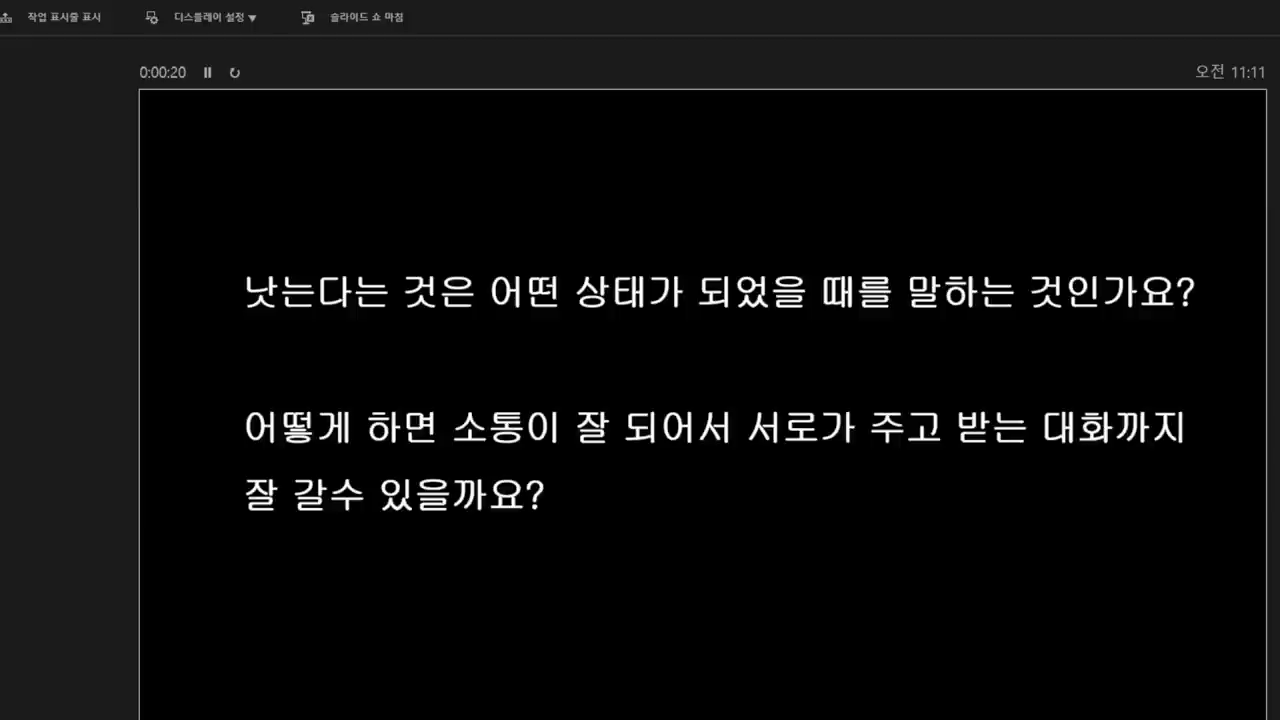 작업 표시줄 표시 디스플레이 설정 ▼ 슬라이드 쇼 마침
0:00:20 오전 11:11
낫는다는 것은 어떤 상태가 되었을 때를 말하는 것인가요?
어떻게 하면 소통이 잘 되어서 서로가 주고 받는 대화까지
잘 갈수 있을까요?